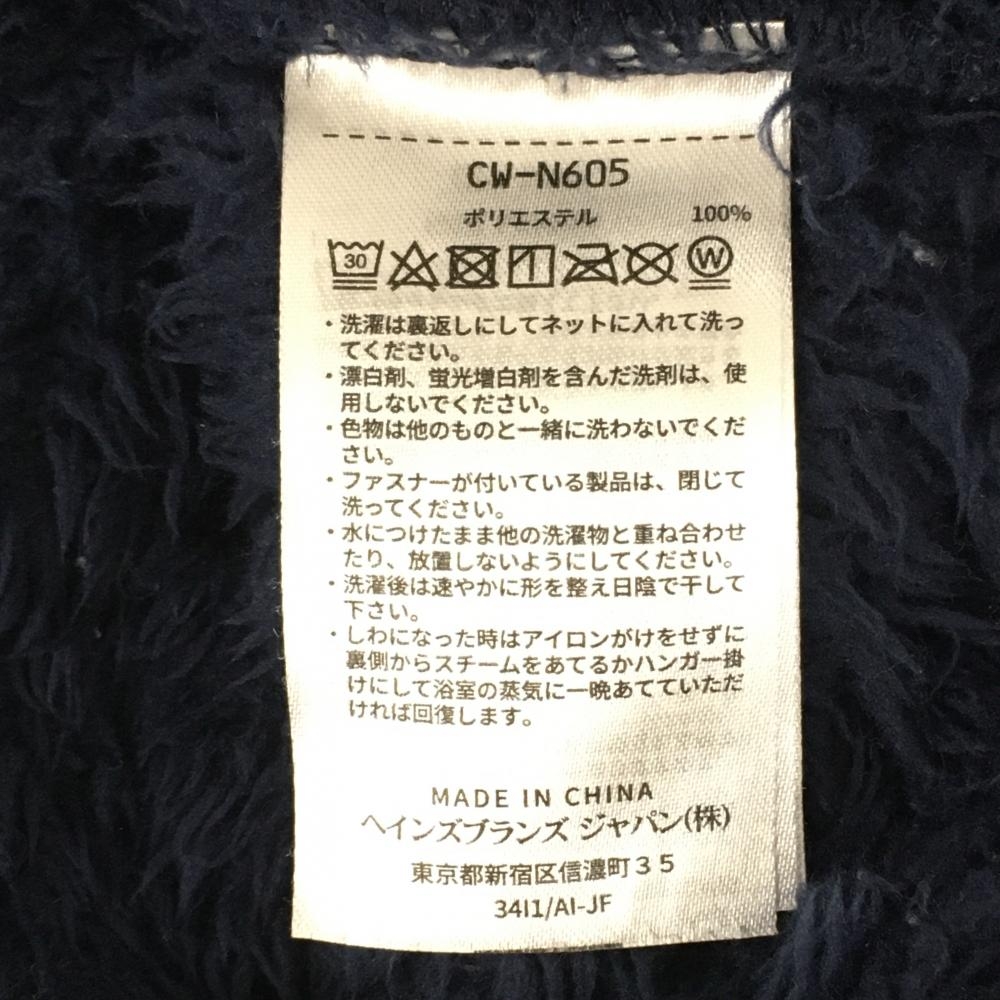 CW-N605
ポリエステル 100%
30 W
・洗濯は裏返しにしてネットに入れて洗っ
てください。
・漂白剤、蛍光増白剤を含んだ洗剤は、使
用しないでください。
・色物は他のものと一緒に洗わないでくだ
さい。
・ファスナーが付いている製品は、閉じて
洗ってください。
・水につけたまま他の洗濯物と重ね合わせ
たり、放置しないようにしてください。
・洗濯後は速やかに形を整え日陰で干して
下さい。
・しわになった時はアイロンがけをせずに
裏側からスチームをあてるかハンガー掛
けにして浴室の蒸気に一晩あてていただ
ければ回復します。
MADE IN CHINA
ヘインズブランズ ジャパン(株)
東京都新宿区信濃町35
34I1/AI-JF